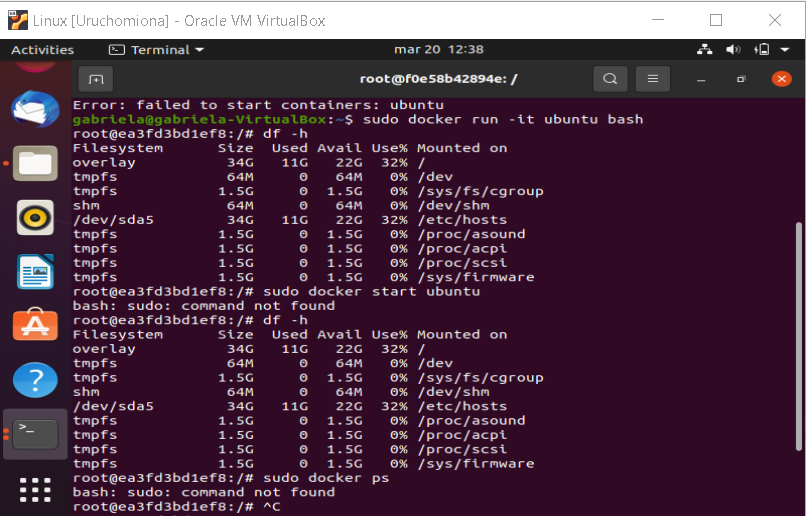 Linux [Uruchomiona] - Oracle VM VirtualBox
Activities Terminal mar 20 12:38
root@f0e58b42894e: /
Error: failed to start containers: ubuntu
gabriela@gabriela-VirtualBox:~$ sudo docker run -it ubuntu bash
root@ea3fd3bd1ef8:/# df -h
Filesystem Size Used Avail Use% Mounted on
overlay 34G 11G 22G 32% /
tmpfs 64M 0 64M 0% /dev
tmpfs 1.5G 0 1.5G 0% /sys/fs/cgroup
shm 64M 0 64M 0% /dev/shm
/dev/sda5 34G 11G 22G 32% /etc/hosts
tmpfs 1.5G 0 1.5G 0% /proc/asound
tmpfs 1.5G 0 1.5G 0% /proc/acpi
tmpfs 1.5G 0 1.5G 0% /proc/scsi
tmpfs 1.5G 0 1.5G 0% /sys/firmware
root@ea3fd3bd1ef8:/# sudo docker start ubuntu
bash: sudo: command not found
root@ea3fd3bd1ef8:/# df -h
Filesystem Size Used Avail Use% Mounted on
overlay 34G 11G 22G 32% /
tmpfs 64M 0 64M 0% /dev
tmpfs 1.5G 0 1.5G 0% /sys/fs/cgroup
shm 64M 0 64M 0% /dev/shm
/dev/sda5 34G 11G 22G 32% /etc/hosts
tmpfs 1.5G 0 1.5G 0% /proc/asound
tmpfs 1.5G 0 1.5G 0% /proc/acpi
tmpfs 1.5G 0 1.5G 0% /proc/scsi
tmpfs 1.5G 0 1.5G 0% /sys/firmware
root@ea3fd3bd1ef8:/# sudo docker ps
bash: sudo: command not found
root@ea3fd3bd1ef8:/# ^C